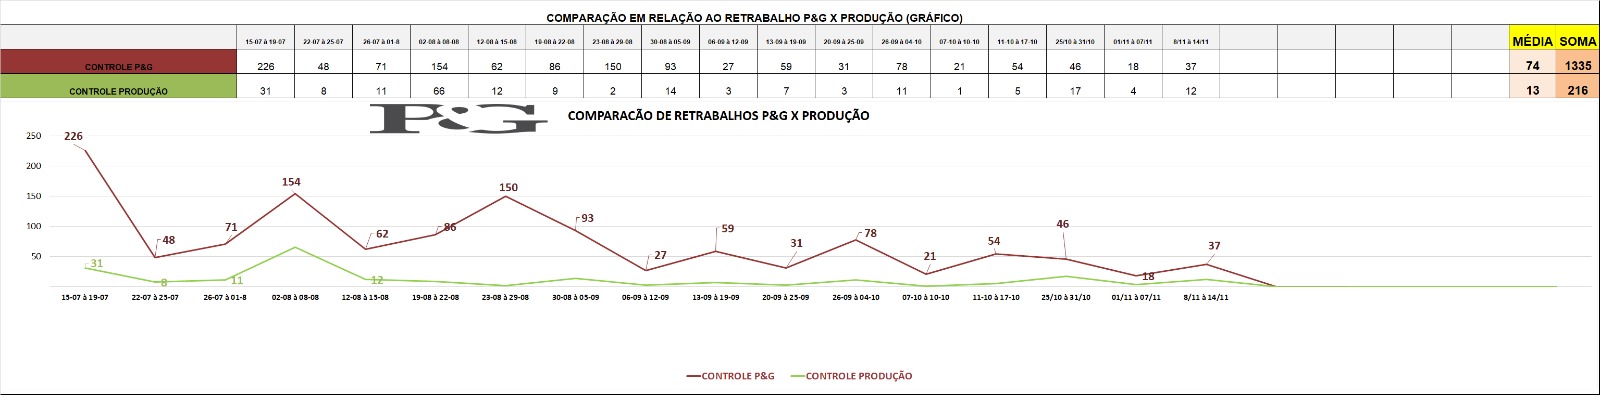 COMPARAÇÃO EM RELAÇÃO AO RETRABALHO P&G X PRODUÇÃO (GRÁFICO)
15-07 à 19-07 22-07 à 25-07 26-07 à 01-8 02-08 à 08-08 12-08 à 15-08 19-08 à 22-08 23-08 à 29-08 30-08 à 05-09 06-09 à 12-09 13-09 à 19-09 20-09 à 25-09 26-09 à 04-10 07-10 à 10-10 11-10 à 17-10 25/10 à 31/10 01/11 à 07/11 8/11 à 14/11 MÉDIA SOMA
CONTROLE P&G 226 48 71 154 62 86 150 93 27 59 31 78 21 54 46 18 37 74 1335
CONTROLE PRODUÇÃO 31 8 11 66 12 9 2 14 3 7 3 11 1 5 17 4 12 13 216
P&G
COMPARACÃO DE RETRABALHOS P&G X PRODUÇÃO
250
200
150
100
50
226 48 71 154 62 86 150 93 27 59 31 78 21 54 46 18 37
31 8 11 12
15-07 à 19-07 22-07 à 25-07 26-07 à 01-8 02-08 à 08-08 12-08 à 15-08 19-08 à 22-08 23-08 à 29-08 30-08 à 05-09 06-09 à 12-09 13-09 à 19-09 20-09 à 25-09 26-09 à 04-10 07-10 à 10-10 11-10 à 17-10 25/10 à 31/10 01/11 à 07/11 8/11 à 14/11
CONTROLE P&G CONTROLE PRODUÇÃO